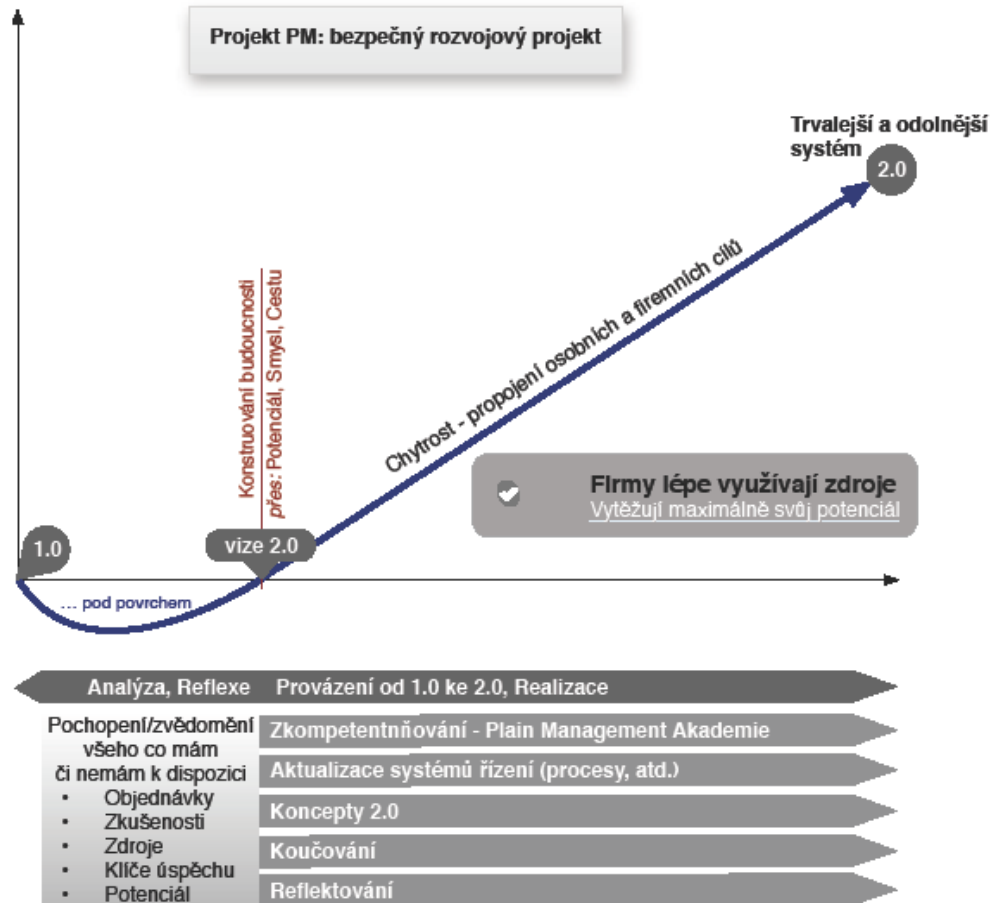 Projekt PM: bezpečný rozvojový projekt
Trvalejší a odolnější
systém
2.0
Chytrost - propojení osobních a firemních cílů
Konstruování budoucnosti
přes: Potenciál, Smysl, Cestu
Firmy lépe využívají zdroje
Vytěžují maximálně svůj potenciál
1.0
vize 2.0
... pod povrchem
Analýza, Reflexe
Provázení od 1.0 ke 2.0, Realizace
Pochopení/zvědomění
všeho co mám
či nemám k dispozici
• Objednávky
• Zkušenosti
• Zdroje
• Klíče úspěchu
• Potenciál
Zkompetentnňování - Plain Management Akademie
Aktualizace systémů řízení (procesy, atd.)
Koncepty 2.0
Koučování
Reflektování